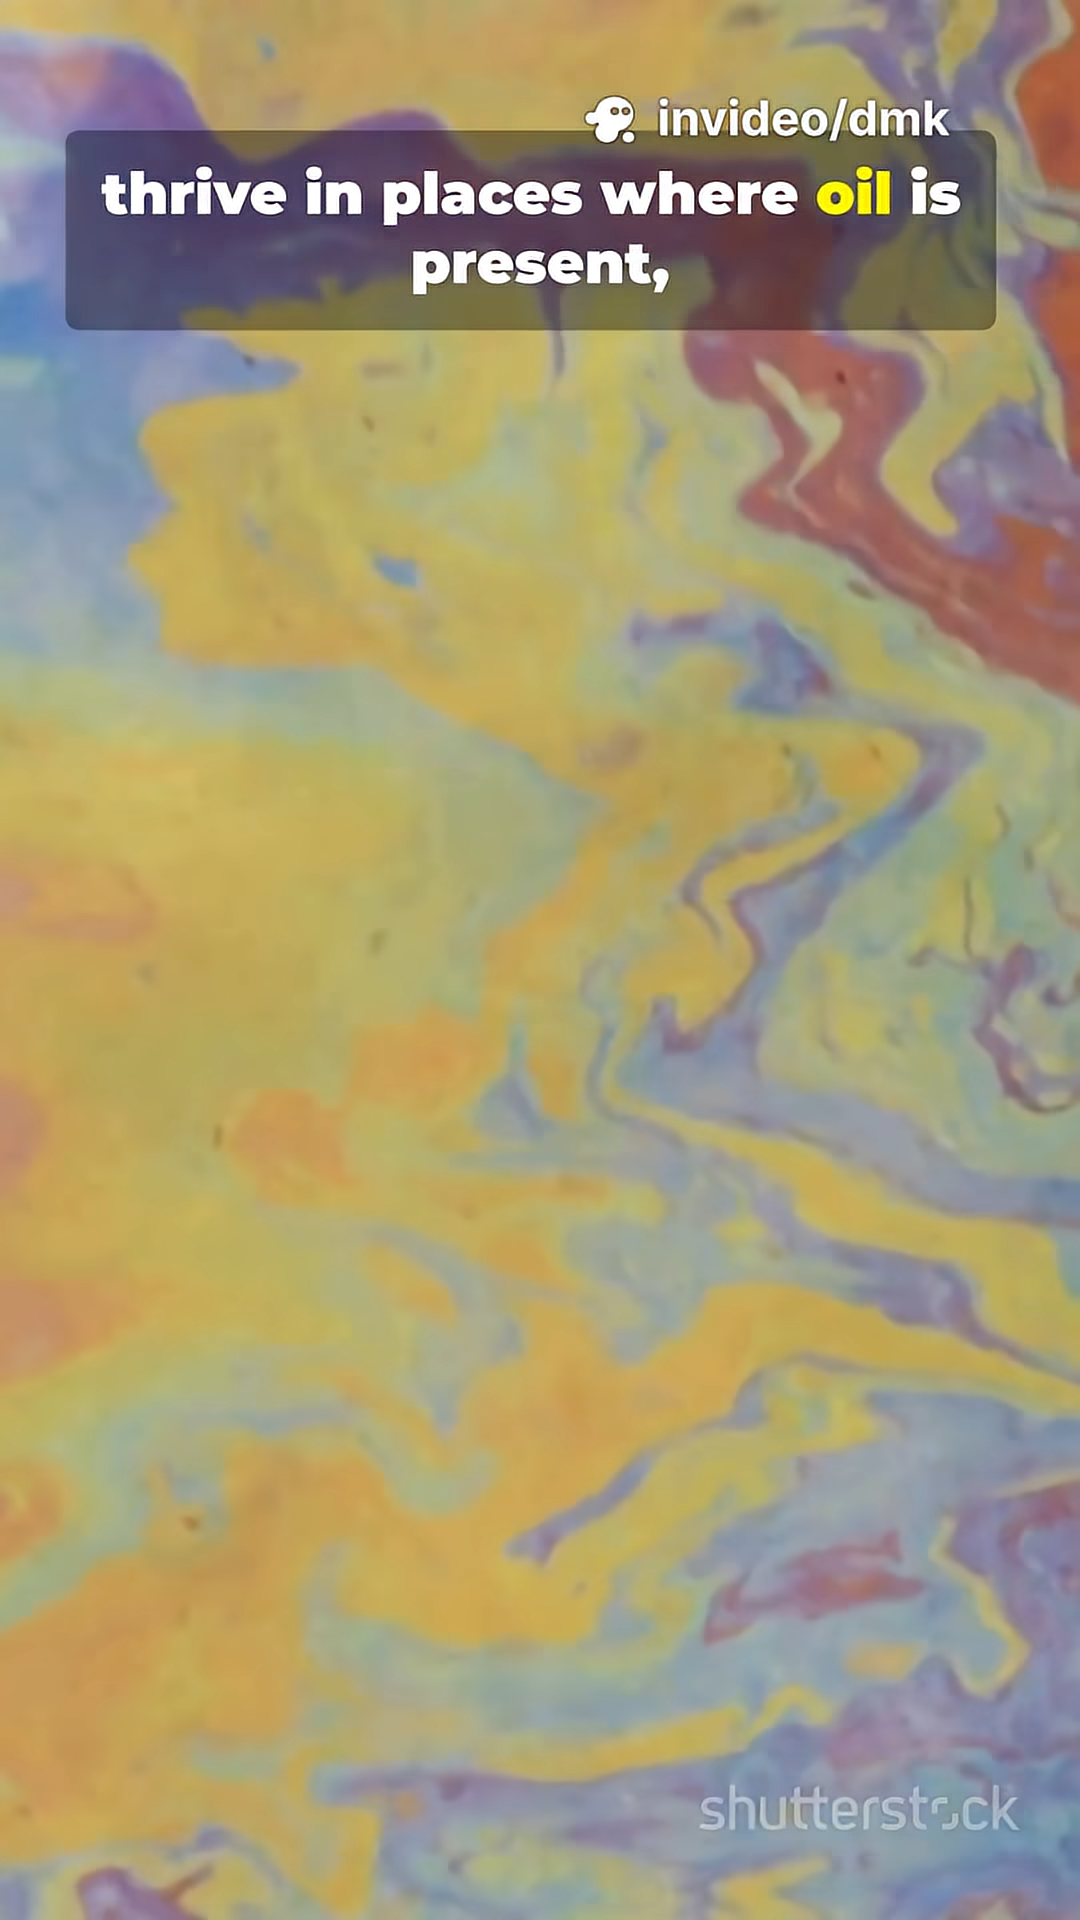 invideo/dmk
thrive in places where oil is
present,
shutterstock